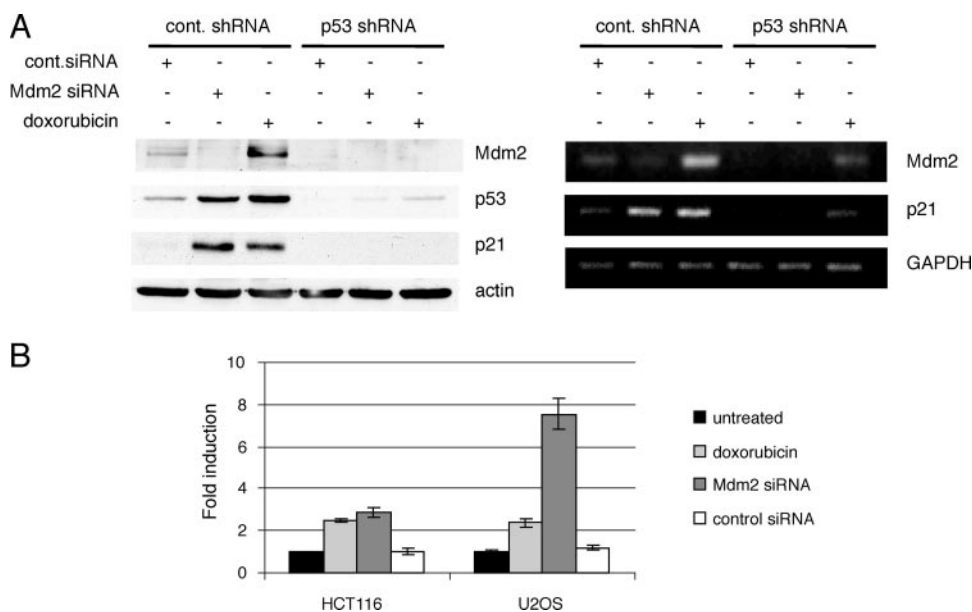 A
cont. shRNA p53 shRNA
cont.siRNA + - - + - -
Mdm2 siRNA - + - - + -
doxorubicin - - + - - +
Mdm2
p53
p21
actin
cont. shRNA p53 shRNA
+ - - + - -
- + - - + -
- - + - - +
Mdm2
p21
GAPDH
B
Fold induction
10
8
6
4
2
0
HCT116 U2OS
untreated
doxorubicin
Mdm2 siRNA
control siRNA